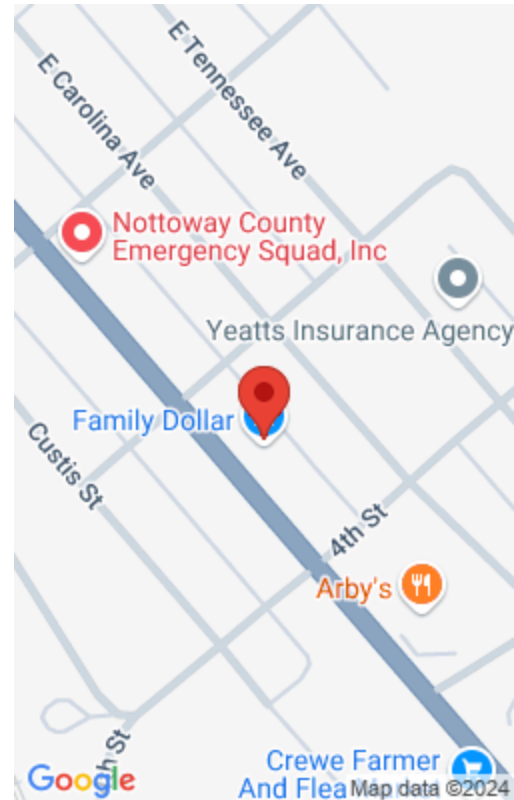 E Tennessee Ave
E Carolina Ave
Nottoway County
Emergency Squad, Inc
Yeatts Insurance Agency
Family Dollar
Custis St
4th St
Arby's
h St
Crewe Farmer
And Flea
Google
Map data ©2024